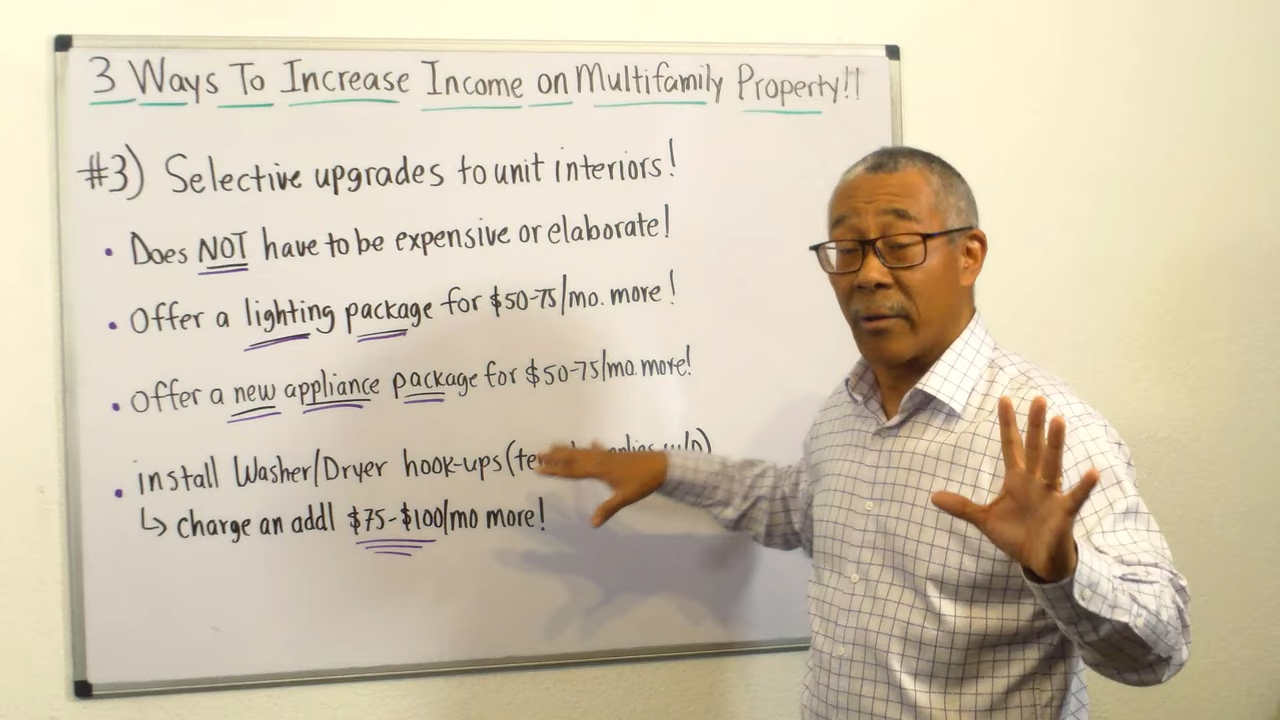 3 Ways To Increase Income on Multifamily Property!!
#3) Selective upgrades to unit interiors!
• Does NOT have to be expensive or elaborate!
• Offer a lighting package for $50-75/mo. more!
• Offer a new appliance package for $50-75/mo. more!
• install Washer/Dryer hook-ups (
↳ charge an addl $75-$100/mo more!